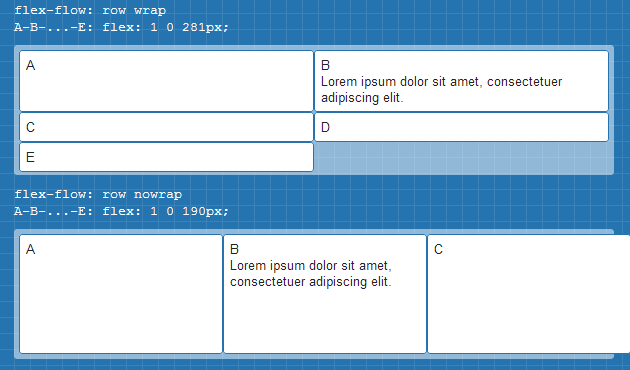 flex-flow: row wrap
A-B-...-E: flex: 1 0 281px;
A
B
Lorem ipsum dolor sit amet, consectetuer
adipiscing elit.
C
D
E
flex-flow: row nowrap
A-B-...-E: flex: 1 0 190px;
A
B
Lorem ipsum dolor sit amet,
consectetuer adipiscing elit.
C